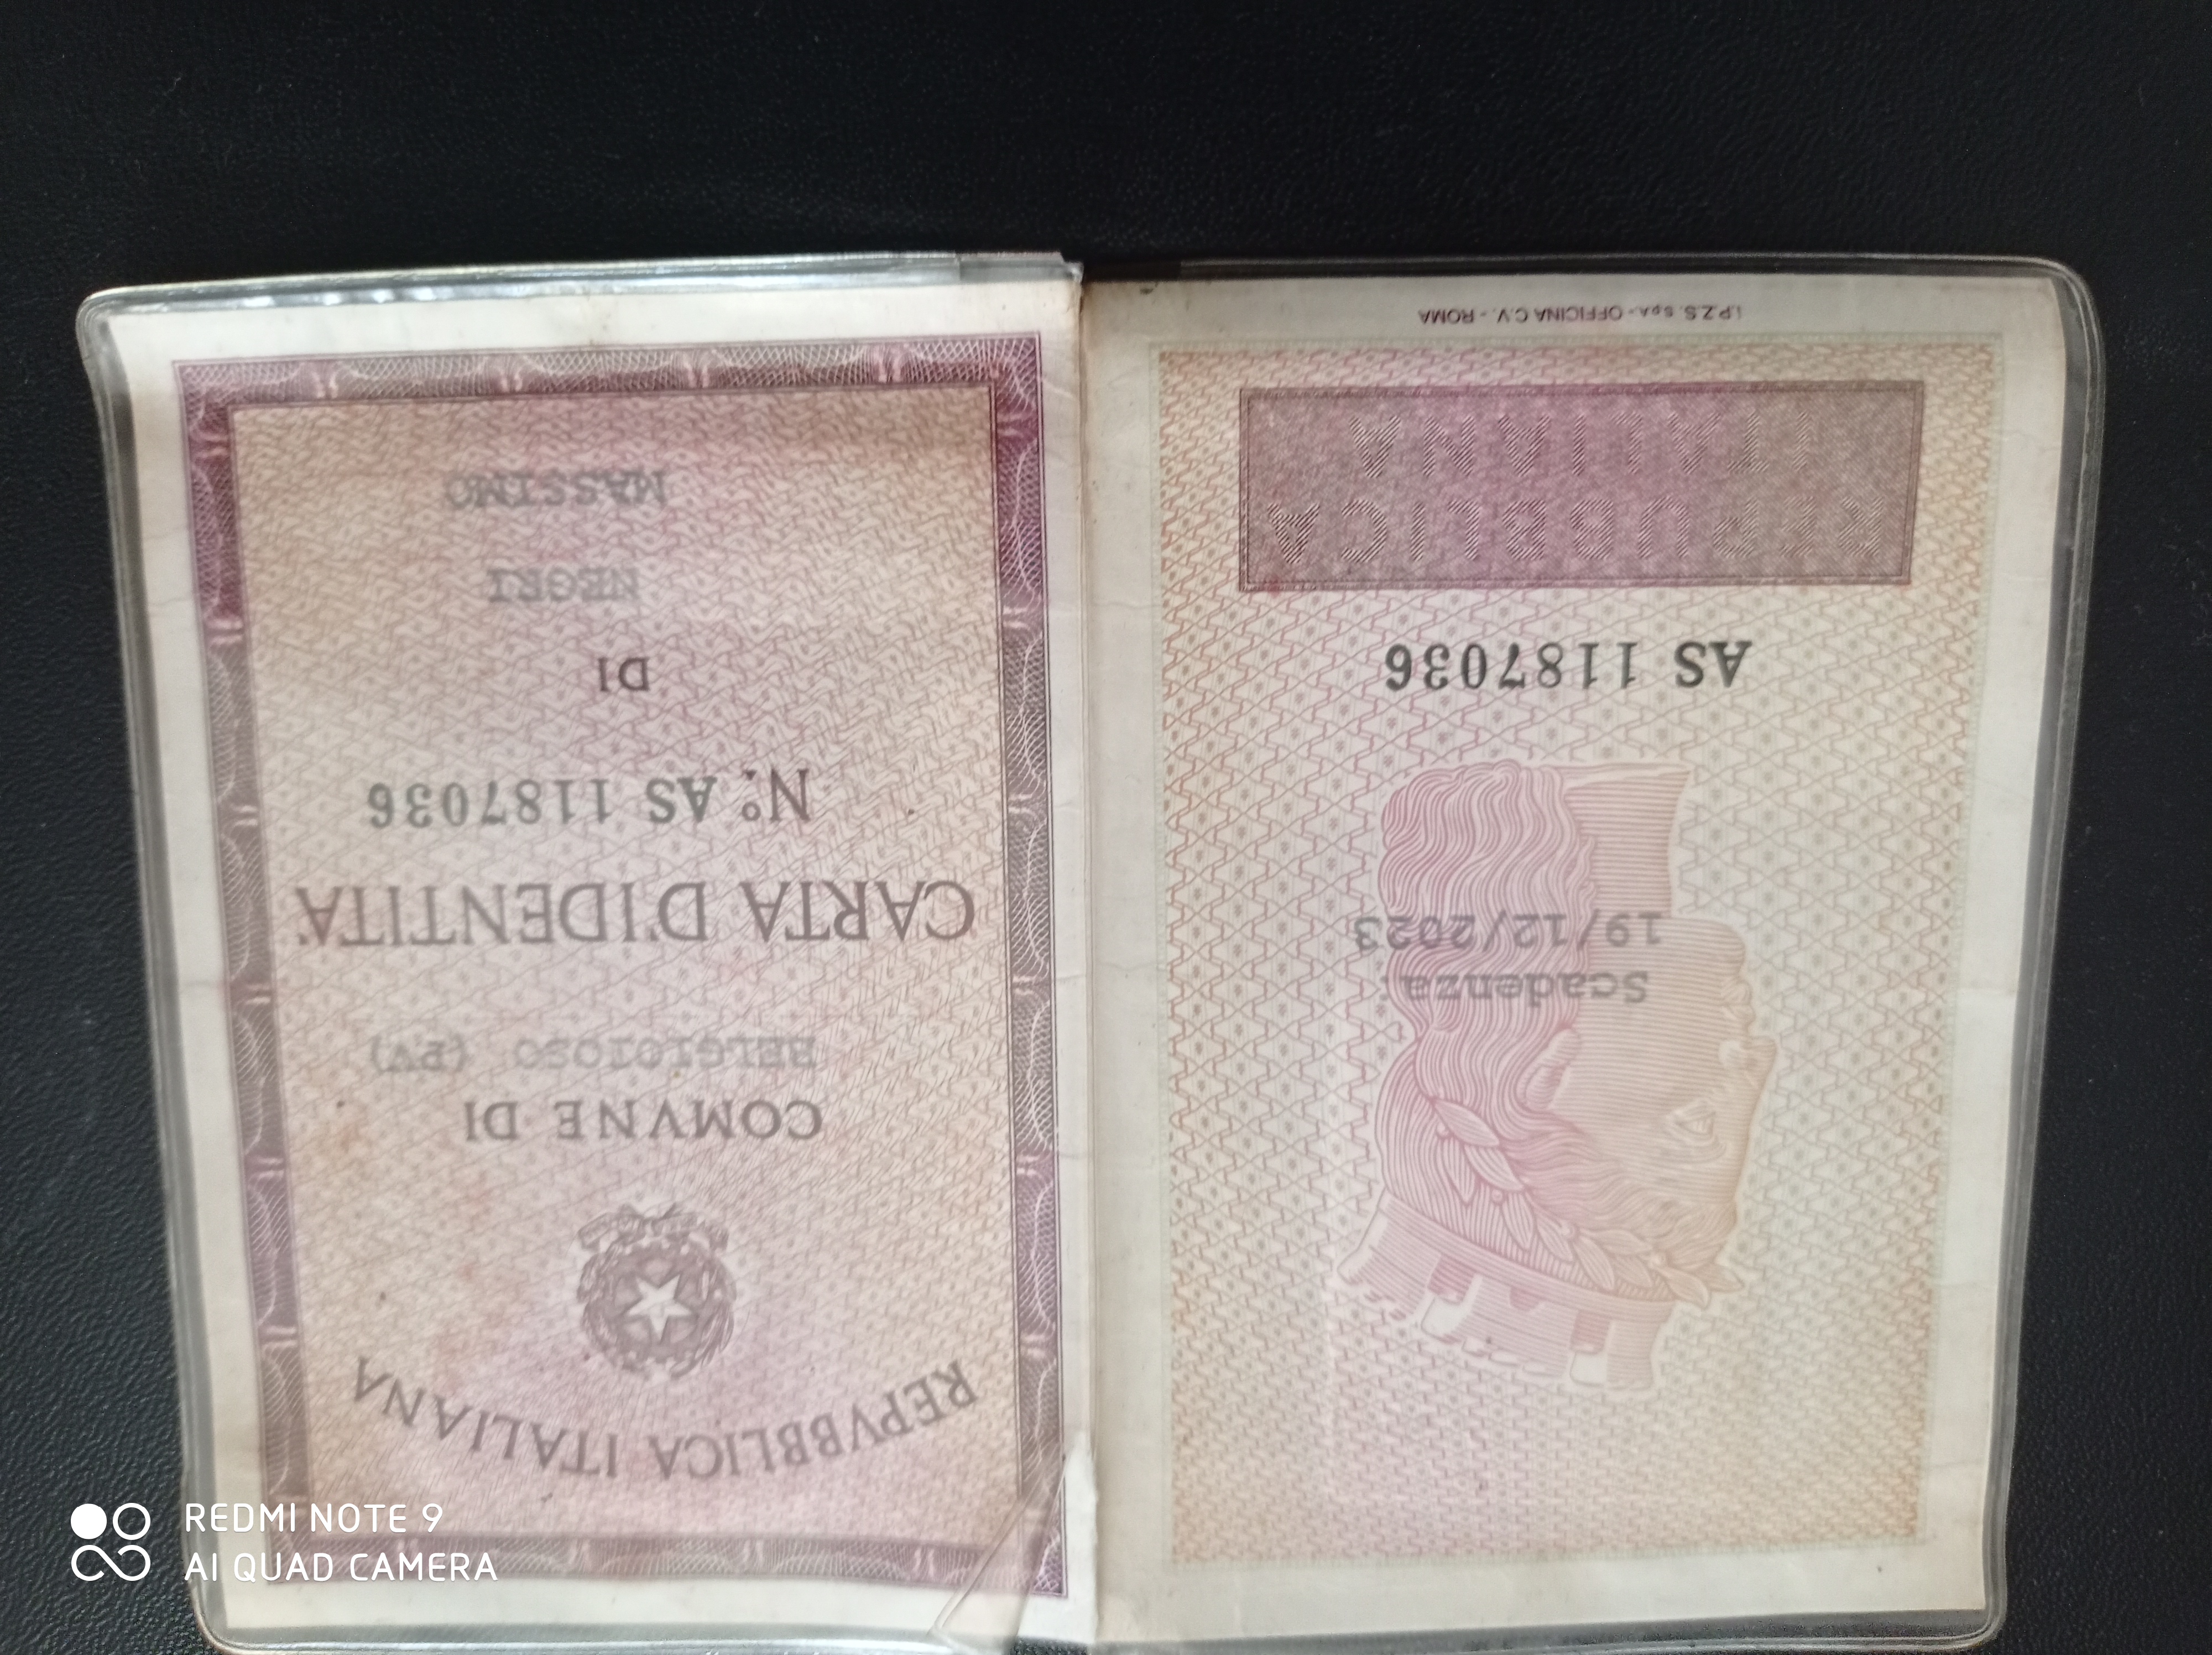 REPVBBLICA ITALIANA
COMVNE DI
BELGIOIOSO (PV)
CARTA D'IDENTITA'
N.º AS 1187036
DI
NEGRI
MASSIMO
Scadenza.
19/12/2023
AS 1187036
REPUBBLICA
ITALIANA
I.P.Z.S. S.p.A. - OFFICINA C.V. - ROMA
REDMI NOTE 9
AI QUAD CAMERA